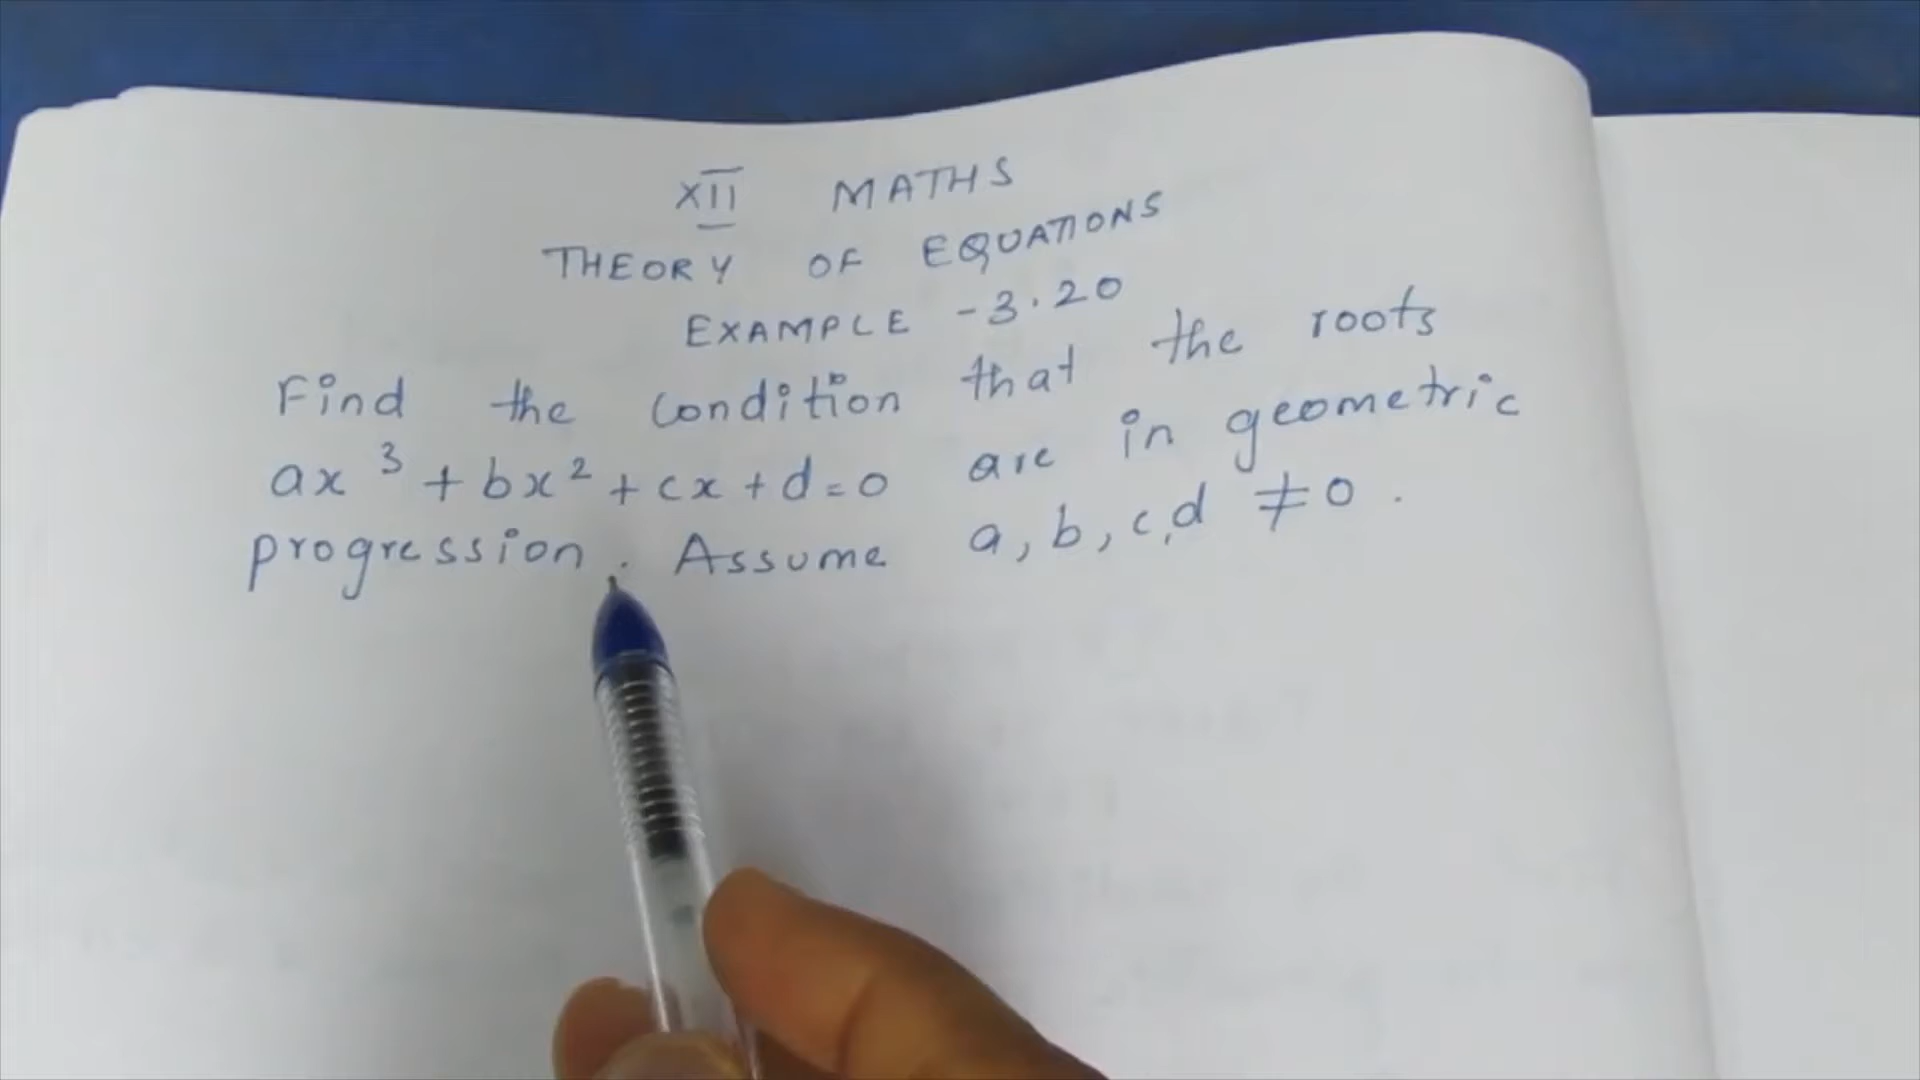 XII MATHS
THEORY OF EQUATIONS
EXAMPLE - 3.20
Find the condition that the roots
ax³ + bx² + cx + d = 0 are in geometric
progression. Assume a, b, c, d ≠ 0.